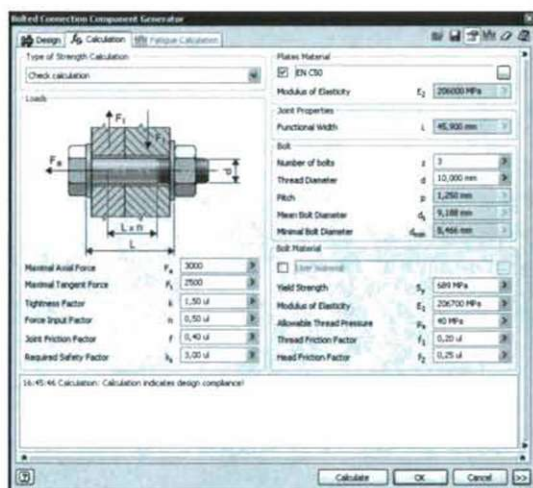 Bolted Connection Component Generator
Design Calculation Fatigue Calculation
Type of Strength Calculation
Check calculation
Loads
F1
Fa
d
L x n
L
Maximal Axial Force Fa 3000
Maximal Tangent Force Ft 2500
Tightness Factor k 1,50 ul
Force Input Factor n 0,50 ul
Joint Friction Factor f 0,40 ul
Required Safety Factor ks 3,00 ul
Plates Material
EN C50
Modulus of Elasticity E2 206000 MPa
Joint Properties
Functional Width L 45,900 mm
Bolt
Number of bolts z 3
Thread Diameter d 10,000 mm
Pitch p 1,250 mm
Mean Bolt Diameter ds 9,188 mm
Minimal Bolt Diameter dmin 8,466 mm
Bolt Material
User material
Yield Strength Sy 689 MPa
Modulus of Elasticity E1 206700 MPa
Allowable Thread Pressure pa 40 MPa
Thread Friction Factor f1 0,20 ul
Head Friction Factor f2 0,25 ul
16:45:46 Calculation: Calculation indicates design compliance!
Calculate OK Cancel >>